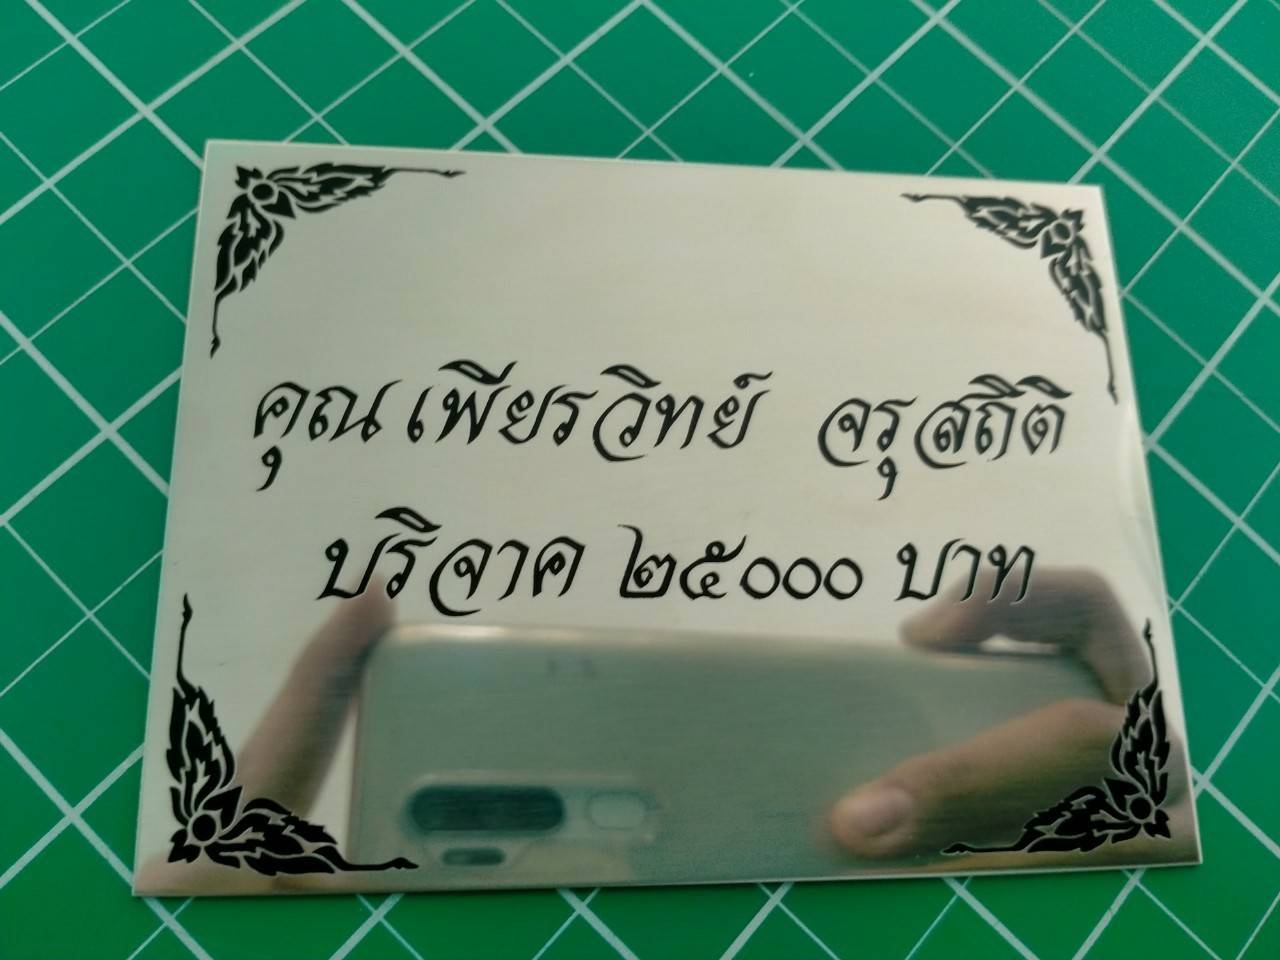 คุณ เพียรวิทย์ จรุสถิติ
บริจาค ๒๕๐๐๐ บาท